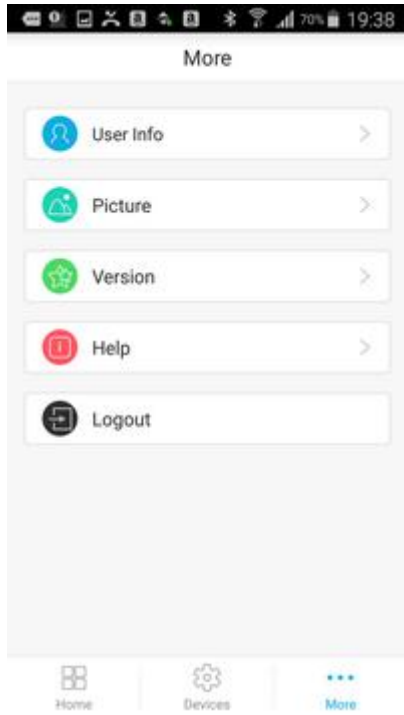 70% 19:38
More
User Info
Picture
Version
Help
Logout
Home Devices More